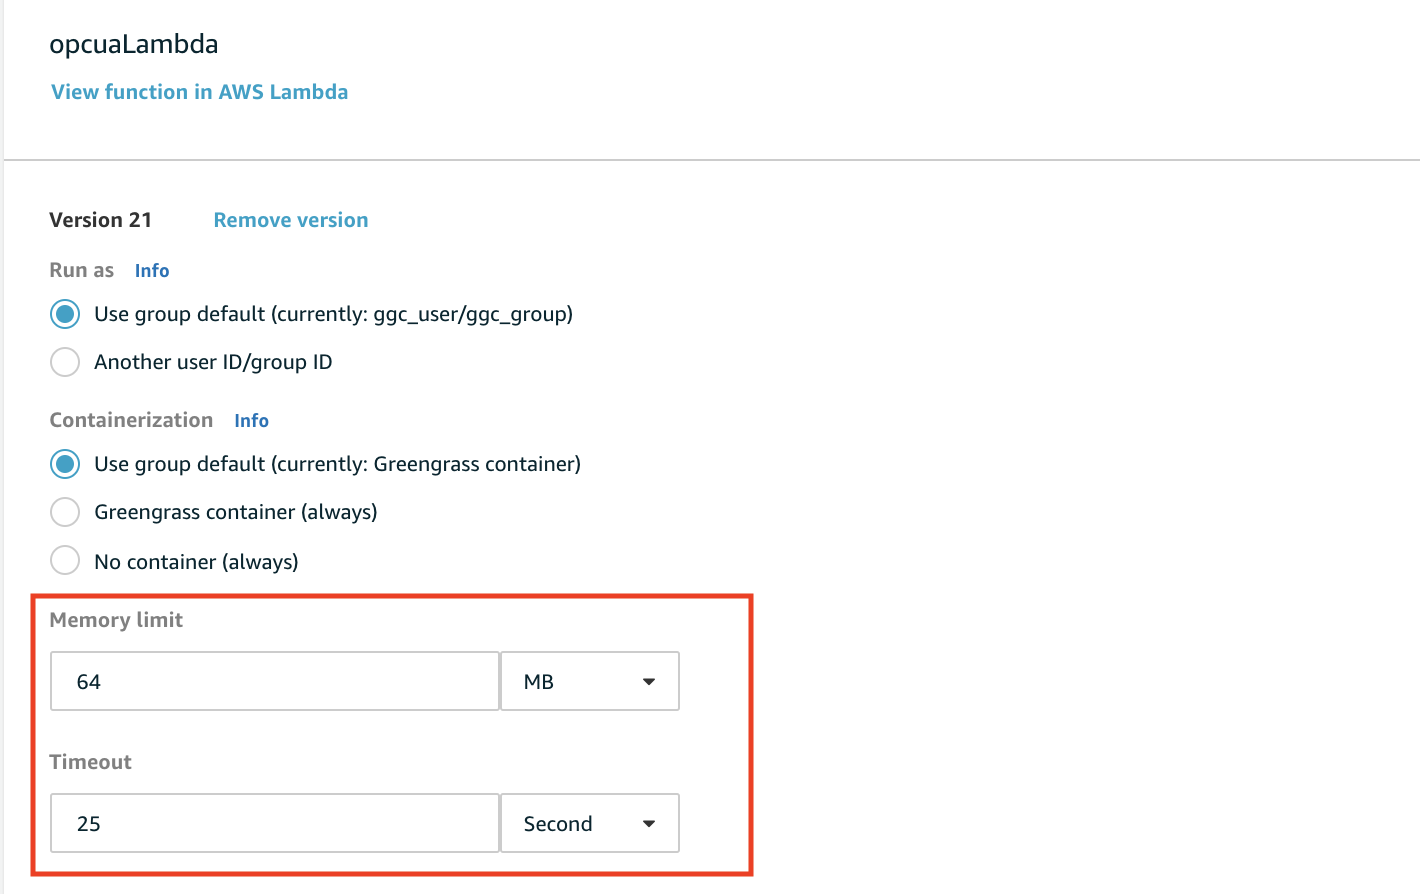 opcuaLambda
View function in AWS Lambda
Version 21 Remove version
Run as Info
Use group default (currently: ggc_user/ggc_group)
Another user ID/group ID
Containerization Info
Use group default (currently: Greengrass container)
Greengrass container (always)
No container (always)
Memory limit
64 MB
Timeout
25 Second